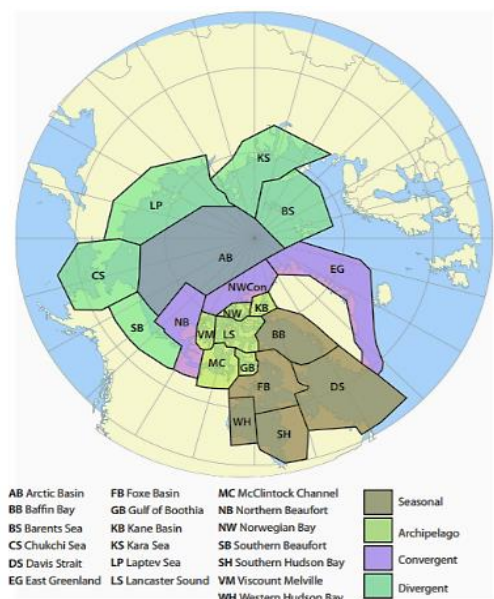 KS
LP
BS
AB
EG
CS
NWCon
SB
NB
NW
KB
VM
LS
BB
MC
GB
FB
DS
WH
SH
AB Arctic Basin
BB Baffin Bay
BS Barents Sea
CS Chukchi Sea
DS Davis Strait
EG East Greenland
FB Foxe Basin
GB Gulf of Boothia
KB Kane Basin
KS Kara Sea
LP Laptev Sea
LS Lancaster Sound
MC McClintock Channel
NB Northern Beaufort
NW Norwegian Bay
SB Southern Beaufort
SH Southern Hudson Bay
VM Viscount Melville
WH Western Hudson Bay
Seasonal
Archipelago
Convergent
Divergent